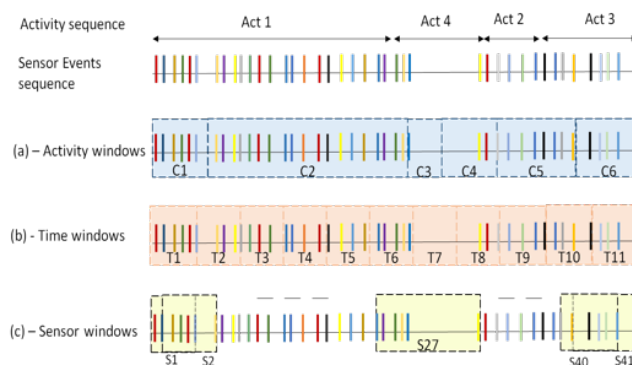 Activity sequence Act 1 Act 4 Act 2 Act 3
Sensor Events
sequence
(a) – Activity windows
C1 C2 C3 C4 C5 C6
(b) - Time windows
T1 T2 T3 T4 T5 T6 T7 T8 T9 T10 T11
(c) – Sensor windows
S1 S2 S27 S40 S41